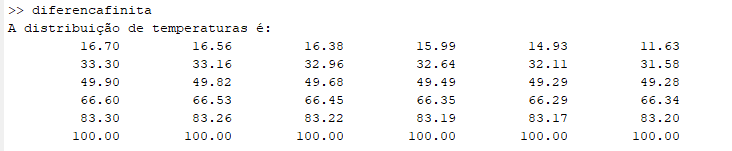 >> diferencafinita
A distribuição de temperaturas é:
16.70 16.56 16.38 15.99 14.93 11.63
33.30 33.16 32.96 32.64 32.11 31.58
49.90 49.82 49.68 49.49 49.29 49.28
66.60 66.53 66.45 66.35 66.29 66.34
83.30 83.26 83.22 83.19 83.17 83.20
100.00 100.00 100.00 100.00 100.00 100.00